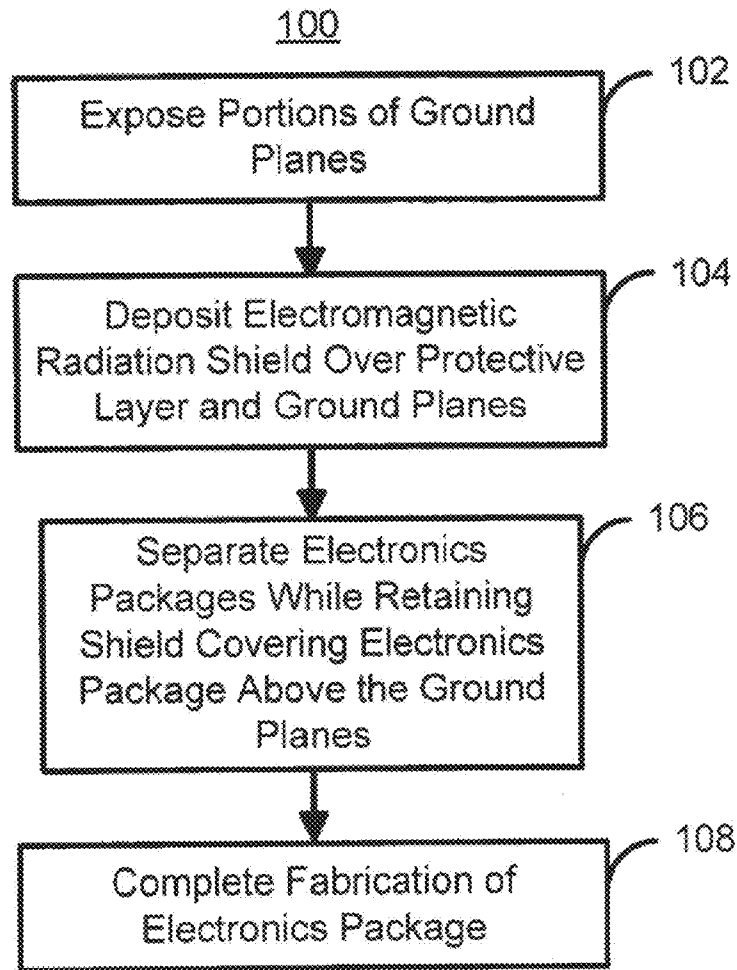 100
102
Expose Portions of Ground
Planes
104
Deposit Electromagnetic
Radiation Shield Over Protective
Layer and Ground Planes
106
Separate Electronics
Packages While Retaining
Shield Covering Electronics
Package Above the Ground
Planes
108
Complete Fabrication of
Electronics Package